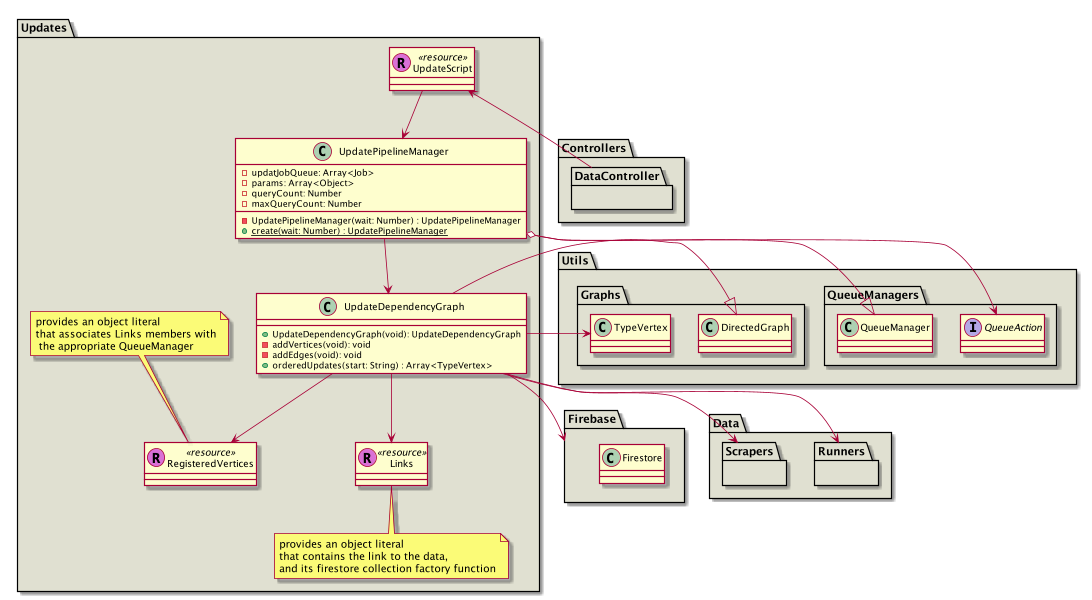 Updates
R
«resource»
UpdateScript
C
UpdatePipelineManager
updatJobQueue: Array<Job>
params: Array<Object>
queryCount: Number
maxQueryCount: Number
UpdatePipelineManager(wait: Number) : UpdatePipelineManager
create(wait: Number) : UpdatePipelineManager
Controllers
DataController
Utils
Graphs
C
TypeVertex
C
DirectedGraph
QueueManagers
C
QueueManager
I
QueueAction
C
UpdateDependencyGraph
UpdateDependencyGraph(void): UpdateDependencyGraph
addVertices(void): void
addEdges(void): void
orderedUpdates(start: String) : Array<TypeVertex>
provides an object literal
that associates Links members with
the appropriate QueueManager
R
«resource»
RegisteredVertices
R
«resource»
Links
Firebase
C
Firestore
Data
Scrapers
Runners
provides an object literal
that contains the link to the data,
and its firestore collection factory function